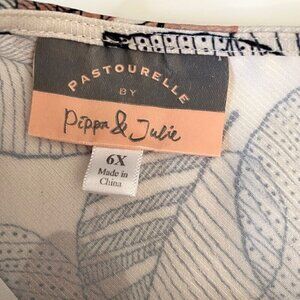 PASTOURELLE
BY
Pippa & Julie
6X
Made in
China